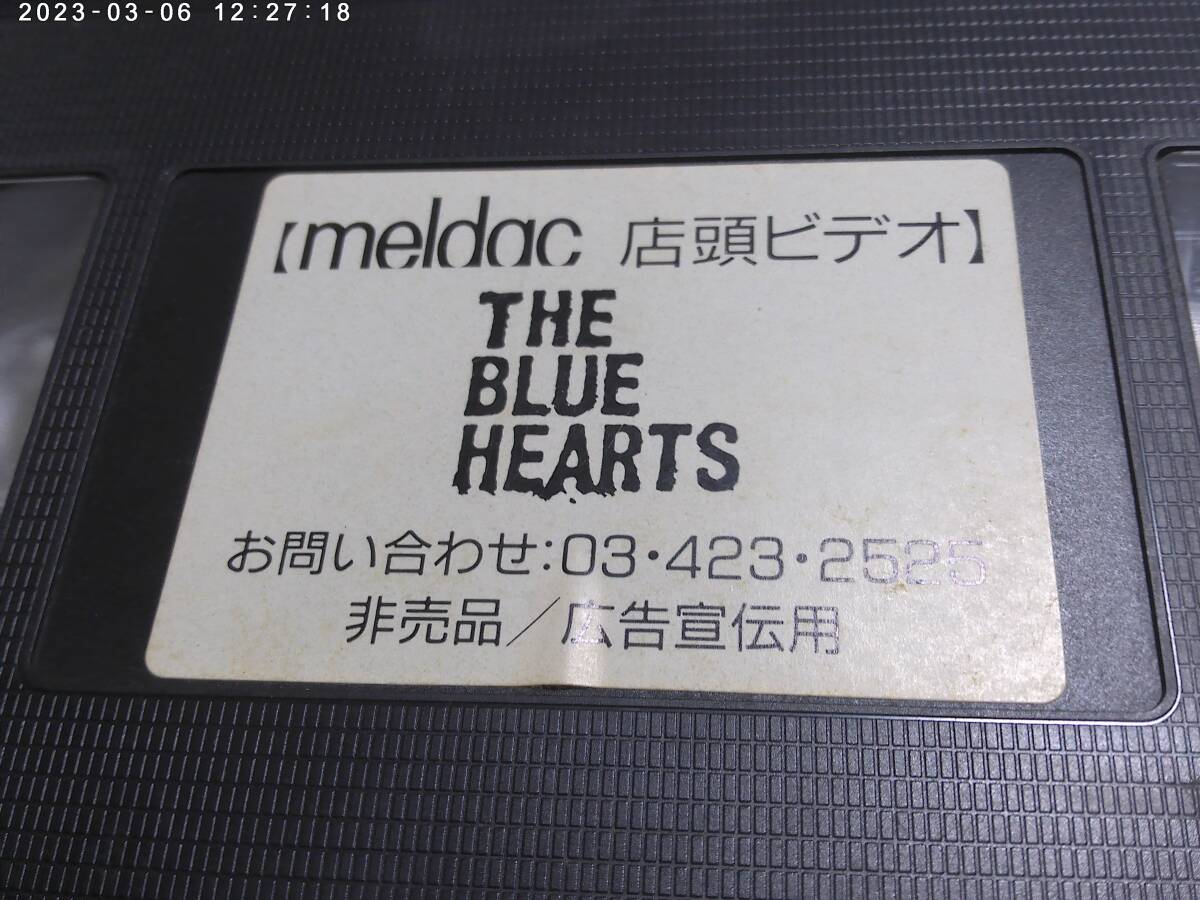 2023-03-06 12:27:18
【meldac 店頭ビデオ】
THE
BLUE
HEARTS
お問い合わせ:03・423・2525
非売品/広告宣伝用